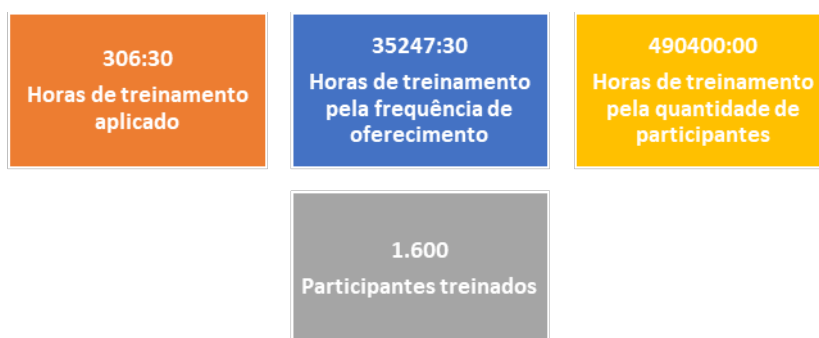 306:30
Horas de treinamento
aplicado
35247:30
Horas de treinamento
pela frequência de
oferecimento
490400:00
Horas de treinamento
pela quantidade de
participantes
1.600
Participantes treinados